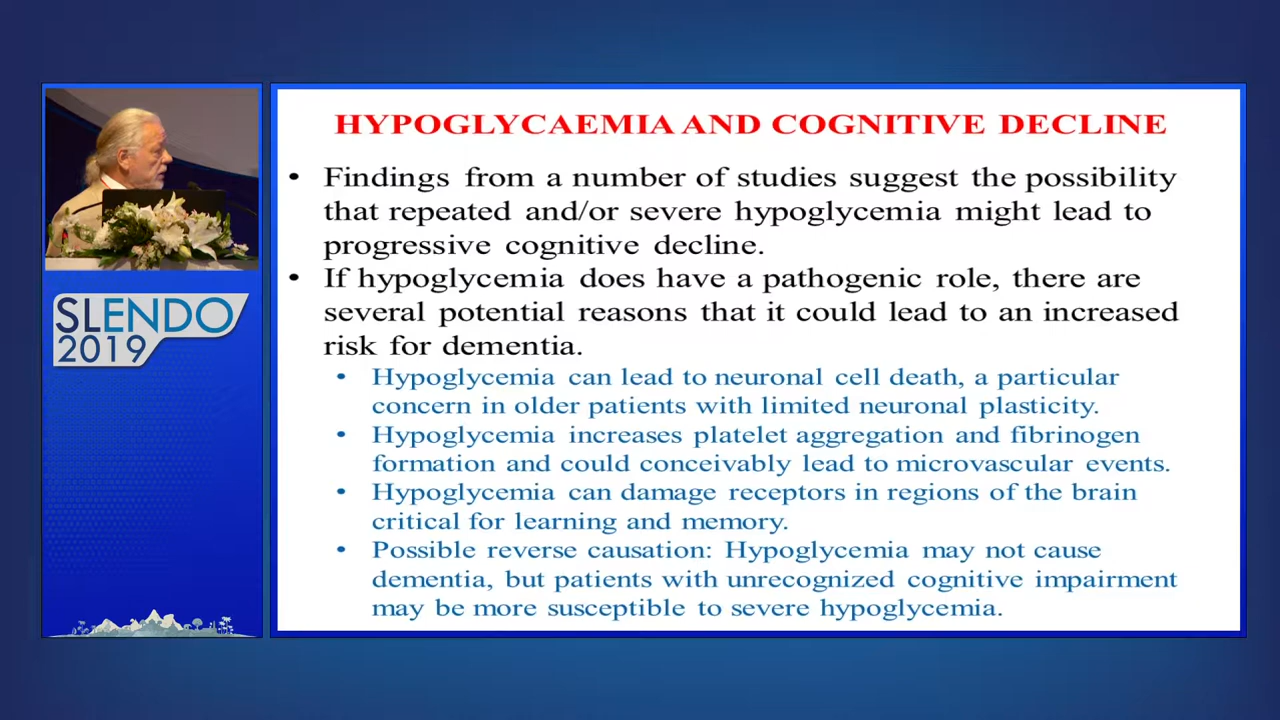 HYPOGLYCAEMIA AND COGNITIVE DECLINE
• Findings from a number of studies suggest the possibility
that repeated and/or severe hypoglycemia might lead to
progressive cognitive decline.
• If hypoglycemia does have a pathogenic role, there are
several potential reasons that it could lead to an increased
risk for dementia.
• Hypoglycemia can lead to neuronal cell death, a particular
concern in older patients with limited neuronal plasticity.
• Hypoglycemia increases platelet aggregation and fibrinogen
formation and could conceivably lead to microvascular events.
• Hypoglycemia can damage receptors in regions of the brain
critical for learning and memory.
• Possible reverse causation: Hypoglycemia may not cause
dementia, but patients with unrecognized cognitive impairment
may be more susceptible to severe hypoglycemia.
SLENDO
2019